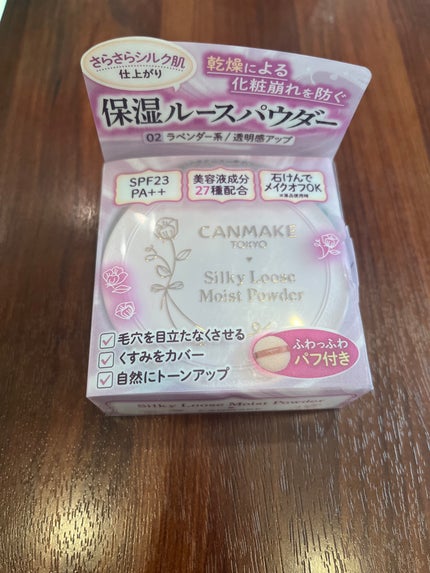 さらさらシルク肌
仕上がり
乾燥による
化粧崩れを防ぐ
保湿ルースパウダー
02 ラベンダー系/透明感アップ
SPF23
PA++
美容液成分
27種配合
石けんで
メイクオフOK
※単品使用時
CANMAKE
TOKYO
Silky Loose
Moist Powder
毛穴を目立たなくさせる
くすみをカバー
自然にトーンアップ
ふわっふわ
パフ付き
Silky Loose Moist Powder